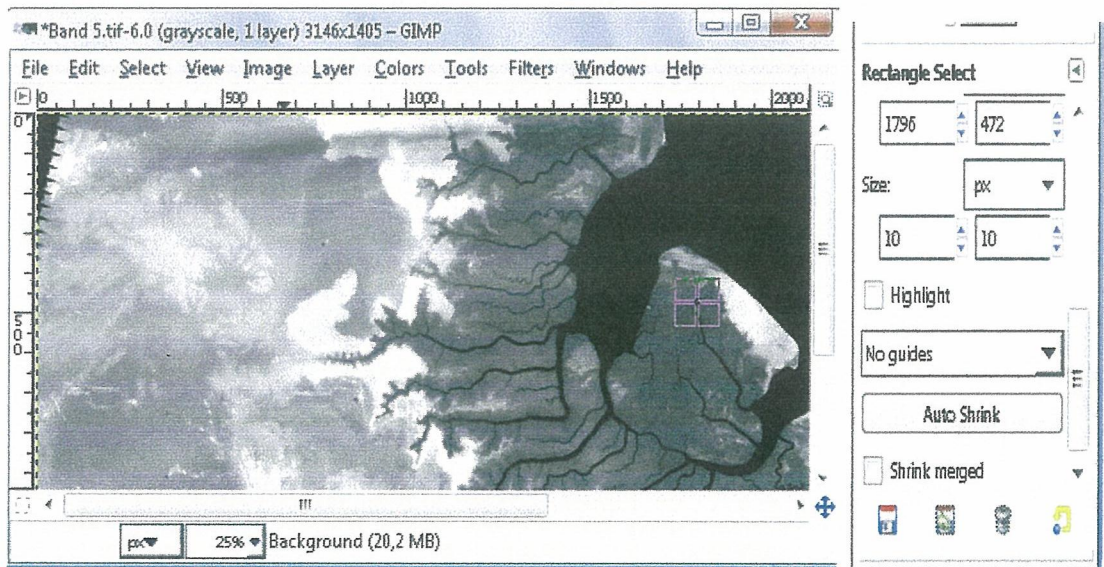 *Band 5.tif-6.0 (grayscale, 1 layer) 3146x1405 – GIMP
File Edit Select View Image Layer Colors Tools Filters Windows Help
0 500 1000 1500 2000
0
500
px 25% Background (20,2 MB)
Rectangle Select
1796 472
Size: px
10 10
Highlight
No guides
Auto Shrink
Shrink merged